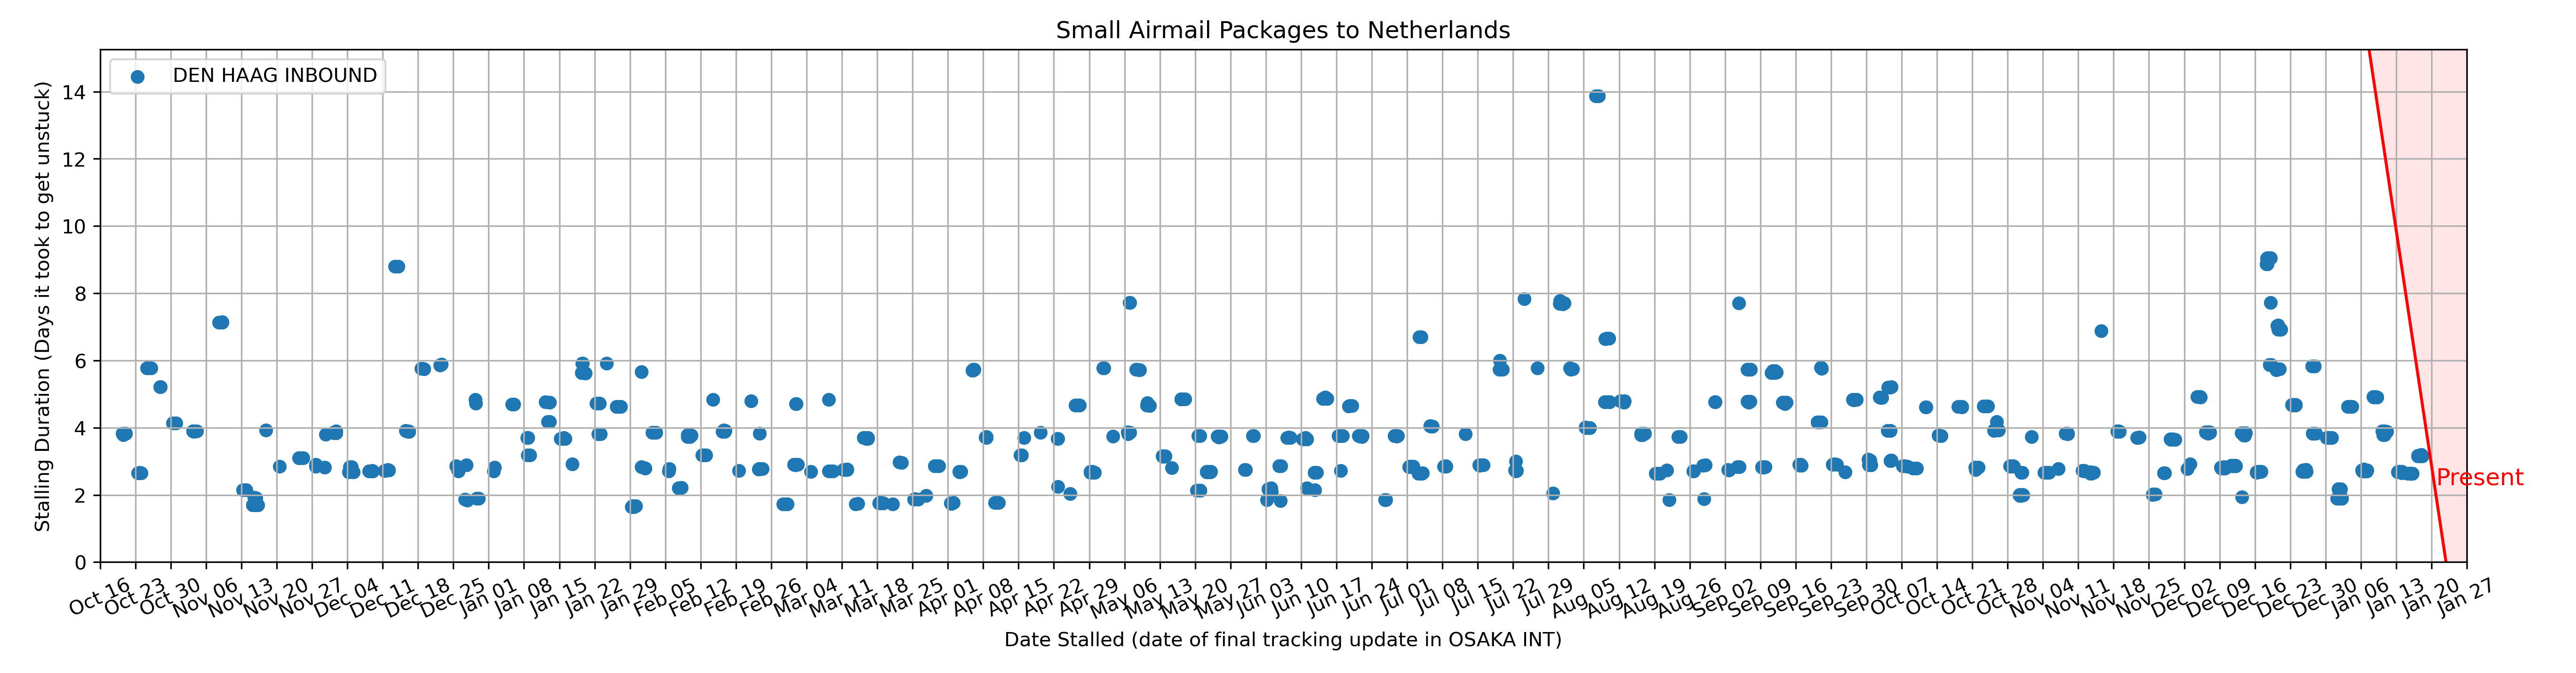 Small Airmail Packages to Netherlands
DEN HAAG INBOUND
Stalling Duration (Days it took to get unstuck)
14
12
10
8
6
4
2
0
Present
Oct 16 Oct 23 Oct 30 Nov 06 Nov 13 Nov 20 Nov 27 Dec 04 Dec 11 Dec 18 Dec 25 Jan 01 Jan 08 Jan 15 Jan 22 Jan 29 Feb 05 Feb 12 Feb 19 Feb 26 Mar 04 Mar 11 Mar 18 Mar 25 Apr 01 Apr 08 Apr 15 Apr 22 Apr 29 May 06 May 13 May 20 May 27 Jun 03 Jun 10 Jun 17 Jun 24 Jul 01 Jul 08 Jul 15 Jul 22 Jul 29 Aug 05 Aug 12 Aug 19 Aug 26 Sep 02 Sep 09 Sep 16 Sep 23 Sep 30 Oct 07 Oct 14 Oct 21 Oct 28 Nov 04 Nov 11 Nov 18 Nov 25 Dec 02 Dec 09 Dec 16 Dec 23 Dec 30 Jan 06 Jan 13 Jan 20 Jan 27
Date Stalled (date of final tracking update in OSAKA INT)